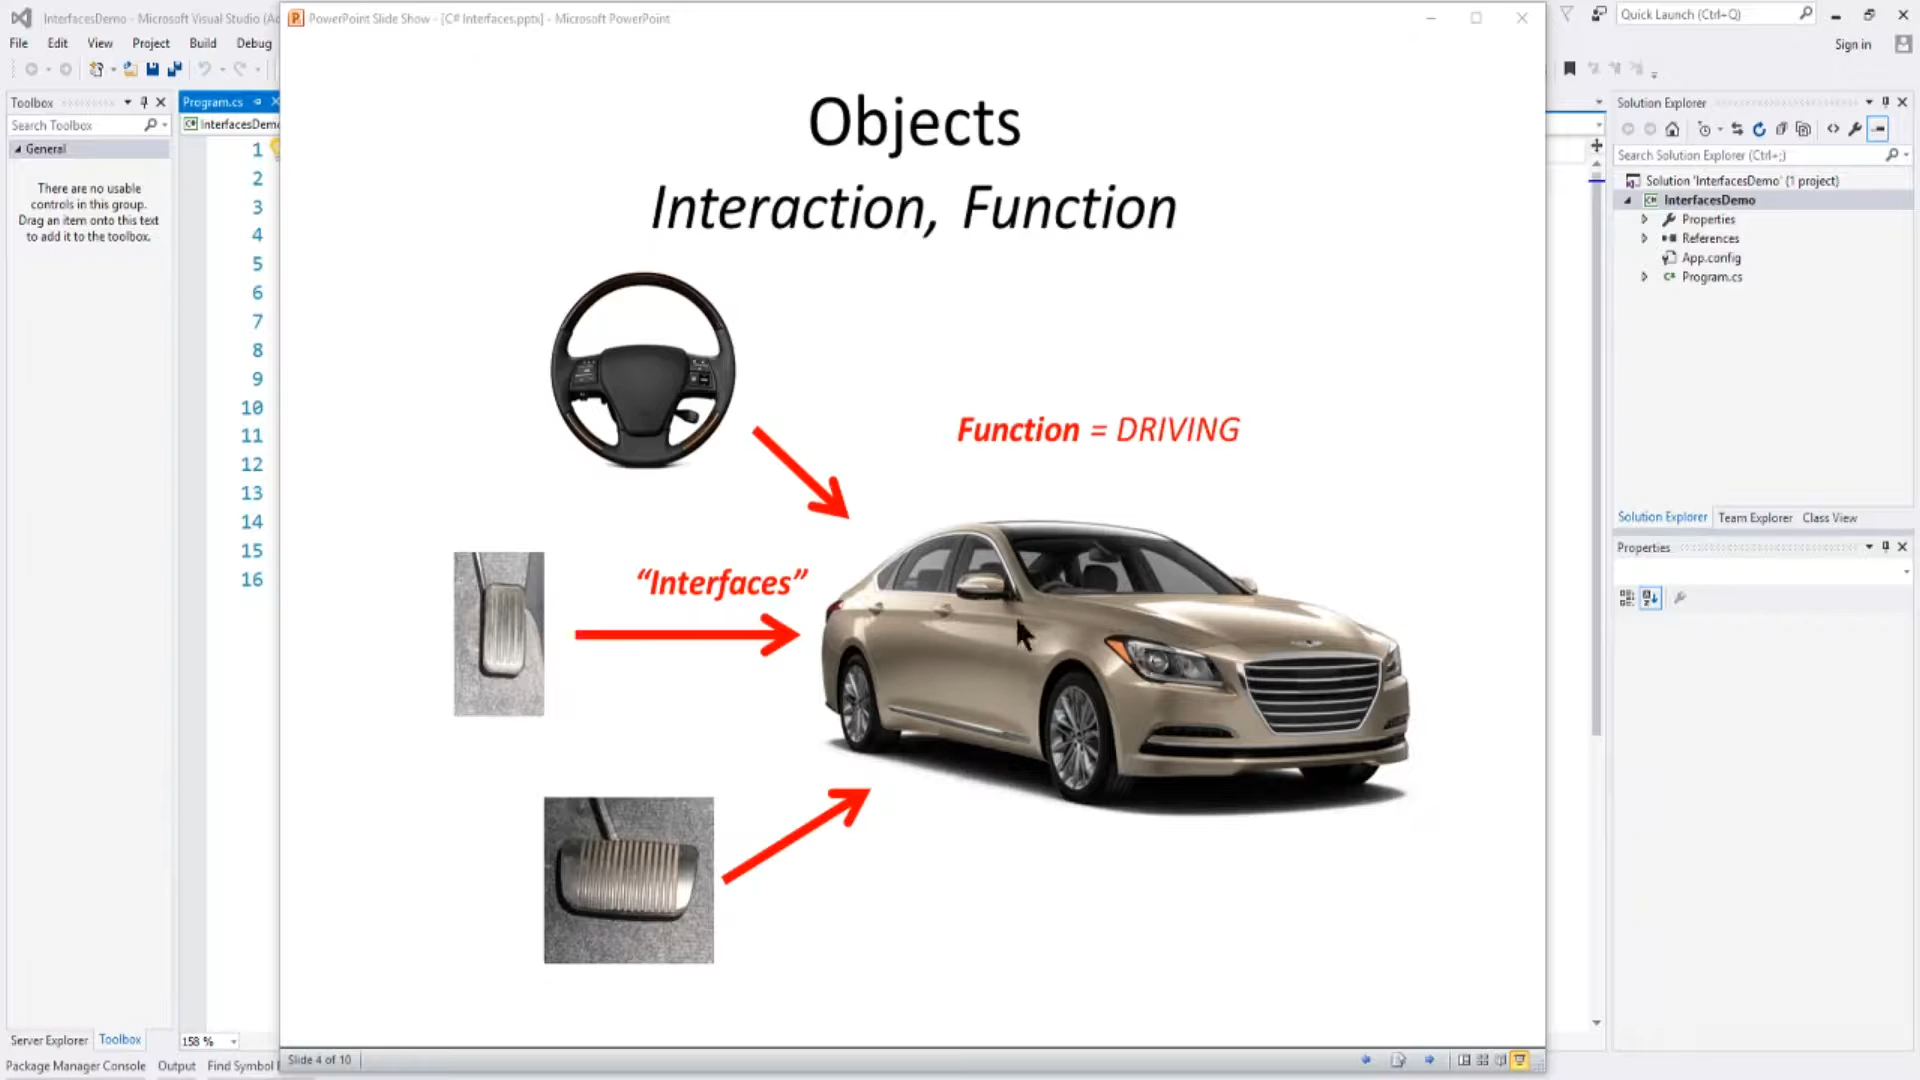 InterfacesDemo - Microsoft Visual Studio (Ad
PowerPoint Slide Show - [C# Interfaces.pptx] - Microsoft PowerPoint
Quick Launch (Ctrl+Q)
File Edit View Project Build Debug
Sign in
Toolbox
Program.cs
Solution Explorer
Search Toolbox
InterfacesDemo
General
Search Solution Explorer (Ctrl+;)
There are no usable
controls in this group.
Drag an item onto this text
to add it to the toolbox.
1
2
3
4
5
6
7
8
9
10
11
12
13
14
15
16
Objects
Interaction, Function
Function = DRIVING
“Interfaces”
Solution 'InterfacesDemo' (1 project)
InterfacesDemo
Properties
References
App.config
C# Program.cs
Solution Explorer Team Explorer Class View
Properties
Server Explorer Toolbox
158 %
Package Manager Console Output Find Symbol
Slide 4 of 10